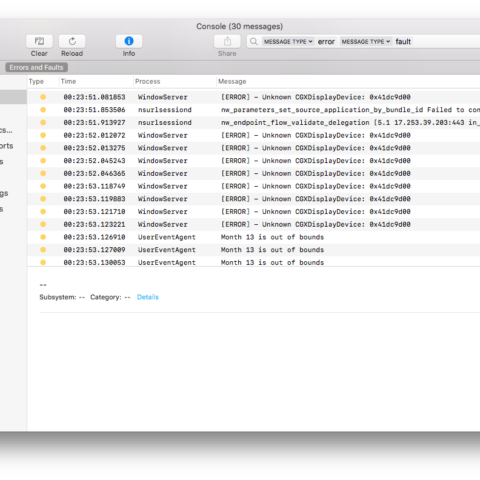 Console (30 messages)
MESSAGE TYPE error MESSAGE TYPE fault
Clear Reload Info Share
Errors and Faults
Type Time Process Message
00:23:51.081853 WindowServer [ERROR] - Unknown CGXDisplayDevice: 0x41dc9d00
00:23:51.853506 nsurlsessiond nw_parameters_set_source_application_by_bundle_id Failed to con
00:23:51.913927 nsurlsessiond nw_endpoint_flow_validate_delegation [5.1 17.253.39.203:443 in_
00:23:52.012072 WindowServer [ERROR] - Unknown CGXDisplayDevice: 0x41dc9d00
00:23:52.013275 WindowServer [ERROR] - Unknown CGXDisplayDevice: 0x41dc9d00
00:23:52.045243 WindowServer [ERROR] - Unknown CGXDisplayDevice: 0x41dc9d00
00:23:52.046365 WindowServer [ERROR] - Unknown CGXDisplayDevice: 0x41dc9d00
00:23:53.118749 WindowServer [ERROR] - Unknown CGXDisplayDevice: 0x41dc9d00
00:23:53.119883 WindowServer [ERROR] - Unknown CGXDisplayDevice: 0x41dc9d00
00:23:53.121710 WindowServer [ERROR] - Unknown CGXDisplayDevice: 0x41dc9d00
00:23:53.123221 WindowServer [ERROR] - Unknown CGXDisplayDevice: 0x41dc9d00
00:23:53.126910 UserEventAgent Month 13 is out of bounds
00:23:53.127009 UserEventAgent Month 13 is out of bounds
00:23:53.130053 UserEventAgent Month 13 is out of bounds
--
Subsystem: -- Category: -- Details